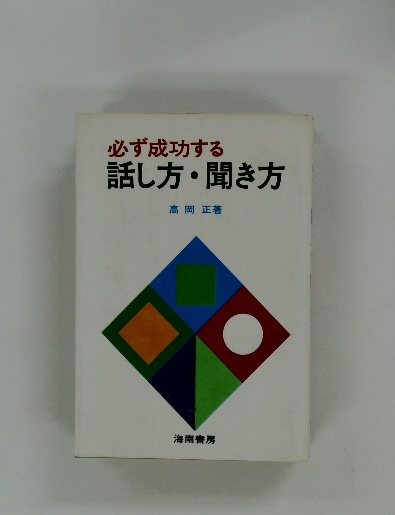 必ず成功する
話し方・聞き方
高岡 正著
海南書房